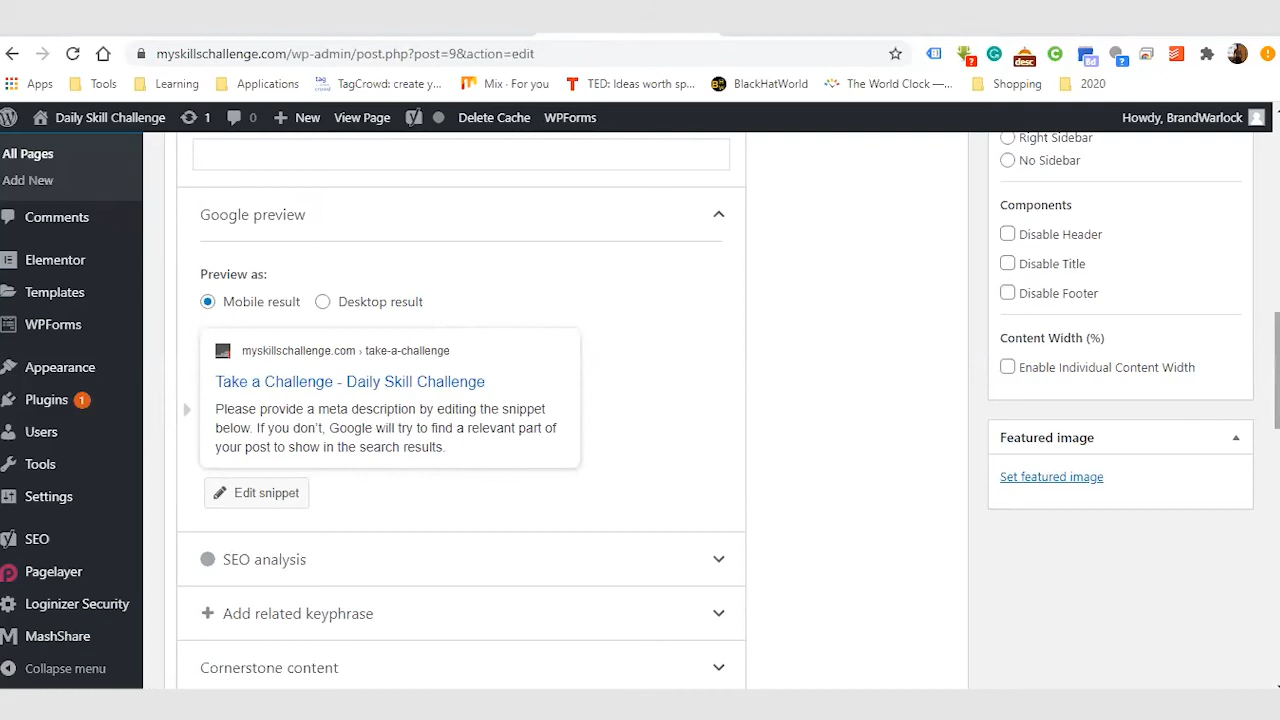 myskillschallenge.com/wp-admin/post.php?post=9&action=edit
?
desc
Bd
?
Apps
Tools
Learning
Applications
TagCrowd: create y...
Mix · For you
TED: Ideas worth sp...
BlackHatWorld
The World Clock —...
Shopping
2020
Daily Skill Challenge
1
0
New
View Page
Delete Cache
WPForms
Howdy, BrandWarlock
All Pages
Add New
Comments
Elementor
Templates
WPForms
Appearance
Plugins 1
Users
Tools
Settings
SEO
Pagelayer
Loginizer Security
MashShare
Collapse menu
Google preview
Preview as:
Mobile result
Desktop result
myskillschallenge.com › take-a-challenge
Take a Challenge - Daily Skill Challenge
Please provide a meta description by editing the snippet
below. If you don't, Google will try to find a relevant part of
your post to show in the search results.
Edit snippet
SEO analysis
Add related keyphrase
Cornerstone content
Right Sidebar
No Sidebar
Components
Disable Header
Disable Title
Disable Footer
Content Width (%)
Enable Individual Content Width
Featured image
Set featured image